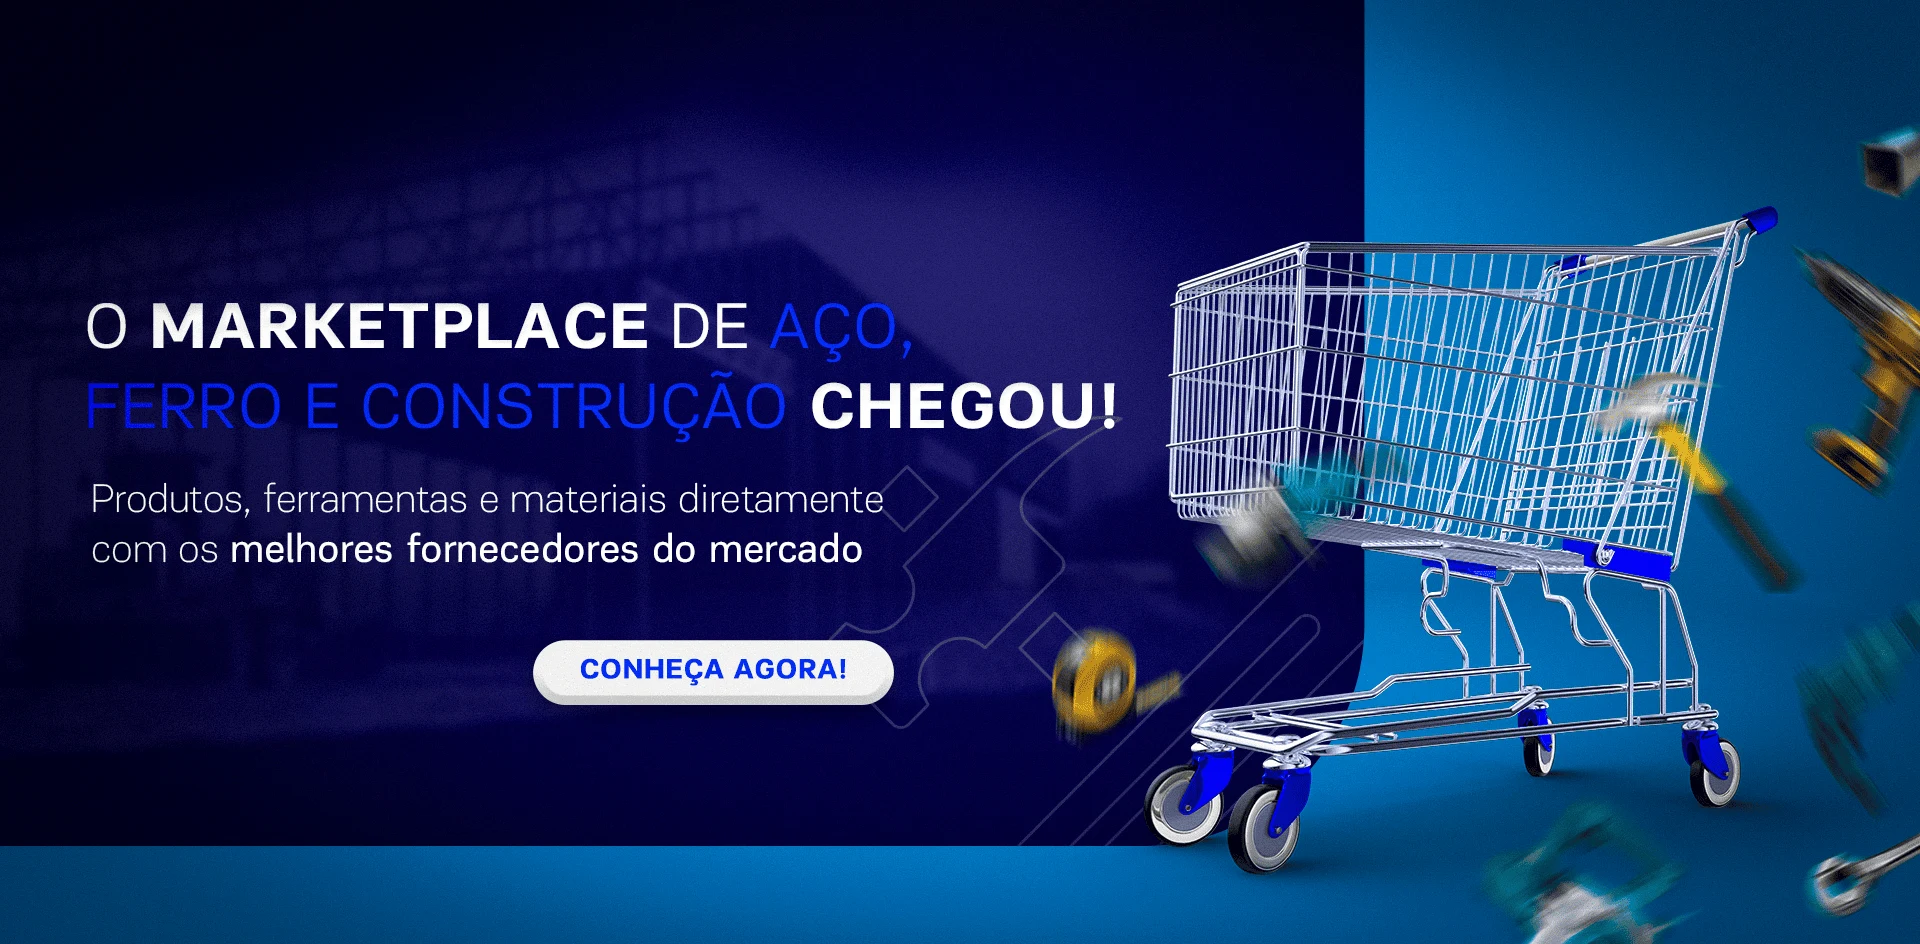 O MARKETPLACE DE AÇO,
FERRO E CONSTRUÇÃO CHEGOU!
Produtos, ferramentas e materiais diretamente
com os melhores fornecedores do mercado
CONHEÇA AGORA!